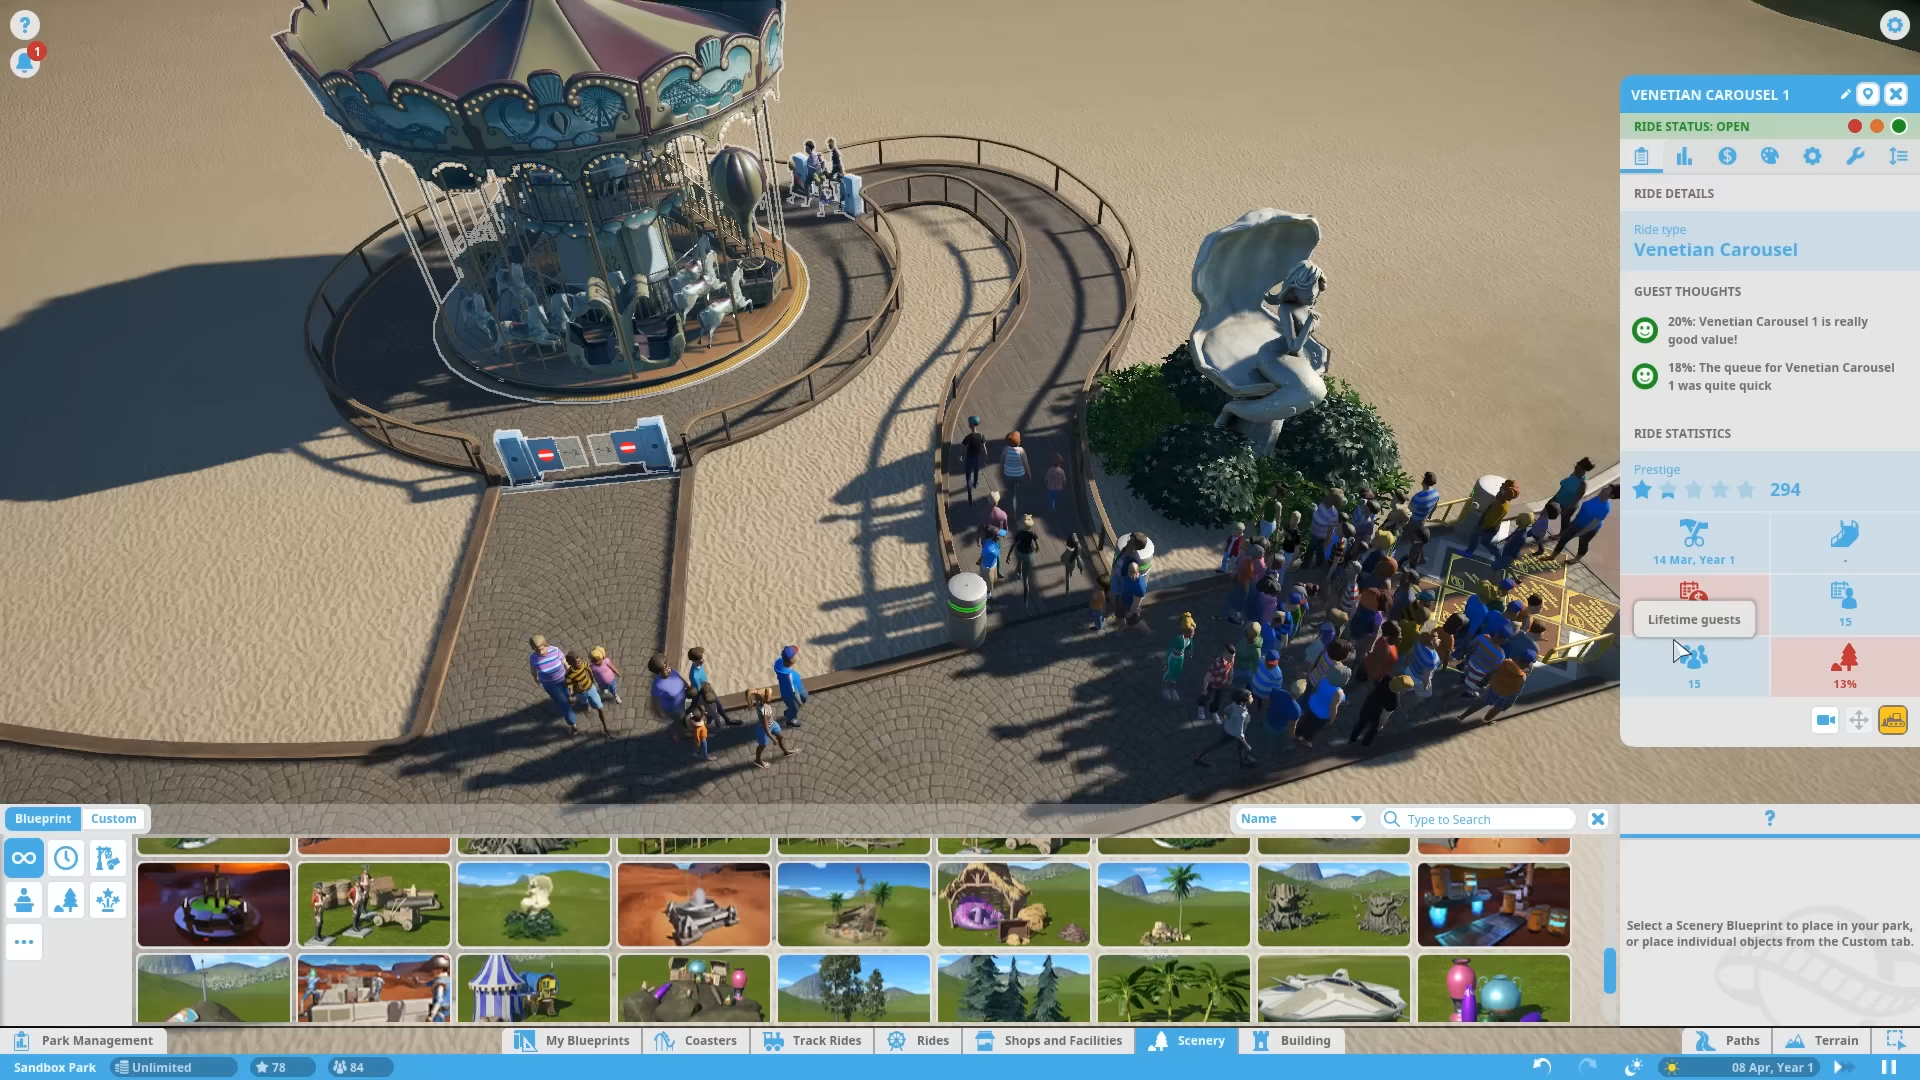 ?
1
VENETIAN CAROUSEL 1
RIDE STATUS: OPEN
RIDE DETAILS
Ride type
Venetian Carousel
GUEST THOUGHTS
20%: Venetian Carousel 1 is really
good value!
18%: The queue for Venetian Carousel
1 was quite quick
RIDE STATISTICS
Prestige
294
14 Mar, Year 1
-
15
Lifetime guests
15
13%
Blueprint
Custom
Name
Type to Search
?
Select a Scenery Blueprint to place in your park,
or place individual objects from the Custom tab.
Park Management
My Blueprints
Coasters
Track Rides
Rides
Shops and Facilities
Scenery
Building
Paths
Terrain
Sandbox Park
Unlimited
78
84
08 Apr, Year 1